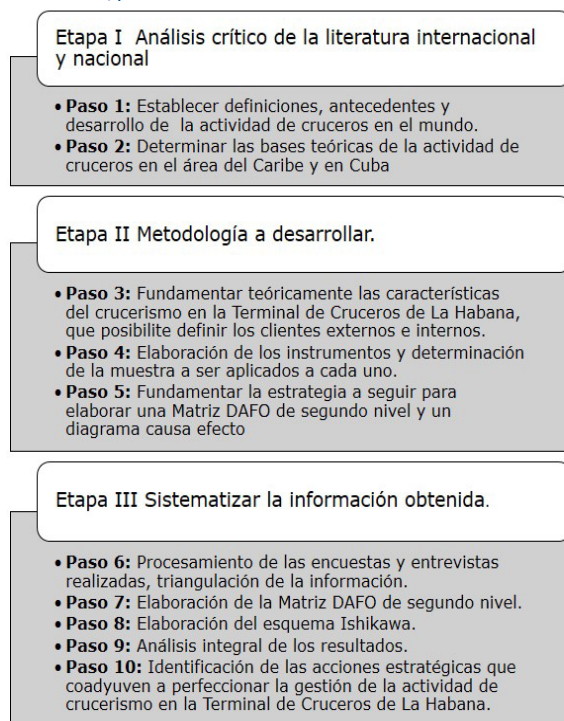 Etapa I Análisis crítico de la literatura internacional
y nacional
• Paso 1: Establecer definiciones, antecedentes y
desarrollo de la actividad de cruceros en el mundo.
• Paso 2: Determinar las bases teóricas de la actividad de
cruceros en el área del Caribe y en Cuba
Etapa II Metodología a desarrollar.
• Paso 3: Fundamentar teóricamente las características
del crucerismo en la Terminal de Cruceros de La Habana,
que posibilite definir los clientes externos e internos.
• Paso 4: Elaboración de los instrumentos y determinación
de la muestra a ser aplicados a cada uno.
• Paso 5: Fundamentar la estrategia a seguir para
elaborar una Matriz DAFO de segundo nivel y un
diagrama causa efecto
Etapa III Sistematizar la información obtenida.
• Paso 6: Procesamiento de las encuestas y entrevistas
realizadas, triangulación de la información.
• Paso 7: Elaboración de la Matriz DAFO de segundo nivel.
• Paso 8: Elaboración del esquema Ishikawa.
• Paso 9: Análisis integral de los resultados.
• Paso 10: Identificación de las acciones estratégicas que
coadyuven a perfeccionar la gestión de la actividad de
crucerismo en la Terminal de Cruceros de La Habana.